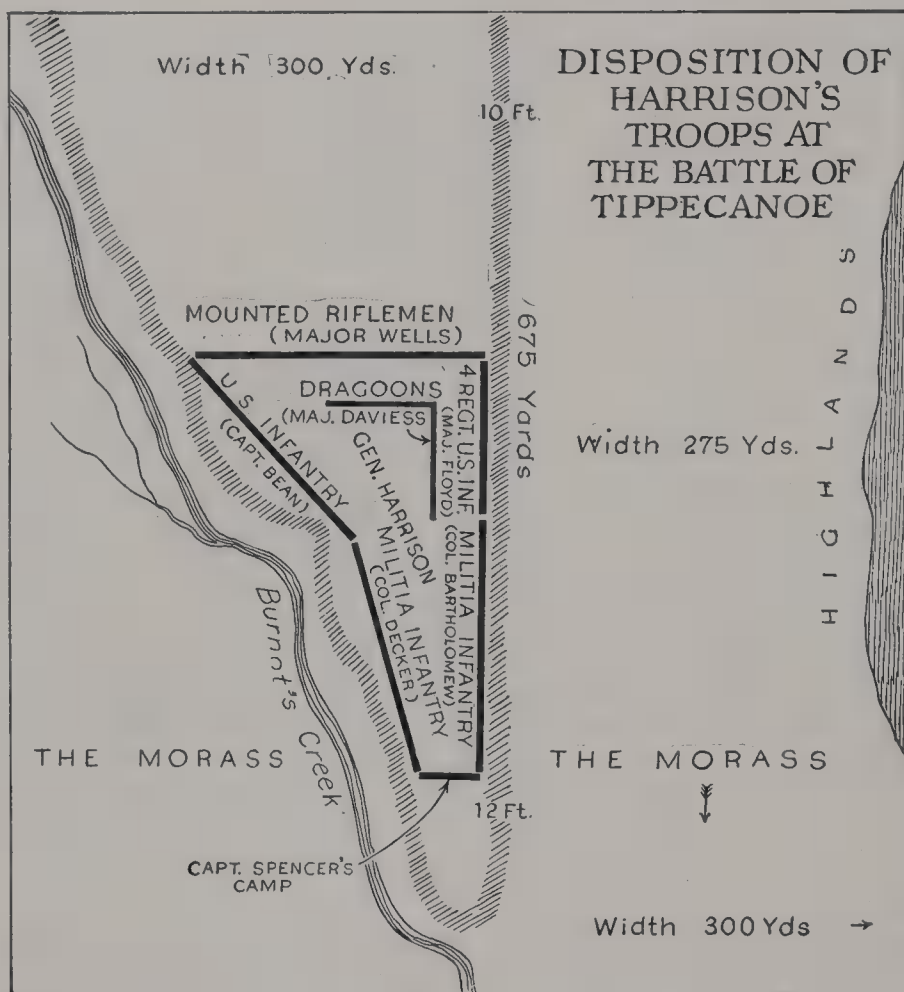 Width 300 Yds.
DISPOSITION OF
HARRISON'S
TROOPS AT
THE BATTLE OF
TIPPECANOE
10 Ft.
HIGHLANDS
MOUNTED RIFLEMEN
(MAJOR WELLS)
675 Yards
U.S. INFANTRY
(CAPT. BEAN)
DRAGOONS
(MAJ. DAVIESS)
4 REGT. U.S. INF.
(MAJ. FLOYD)
GEN. HARRISON
Width 275 Yds.
MILITIA INFANTRY
(COL. DECKER)
MILITIA INFANTRY
(COL. BARTHOLOMEW)
Burnot's Creek
THE MORASS
THE MORASS
12 Ft.
CAPT. SPENCER'S
CAMP
Width 300 Yds